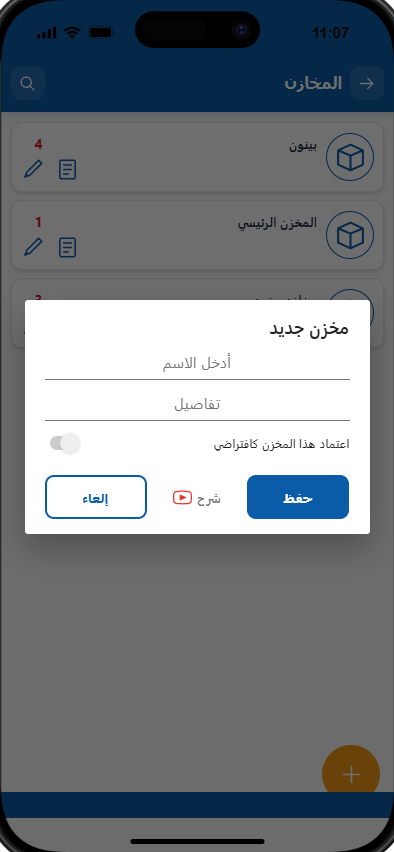 11:07
المخازن
بينون
4
المخزن الرئيسي
1
3
مخزن جديد
أدخل الاسم
تفاصيل
اعتماد هذا المخزن كافتراضي
حفظ
شرح
إلغاء